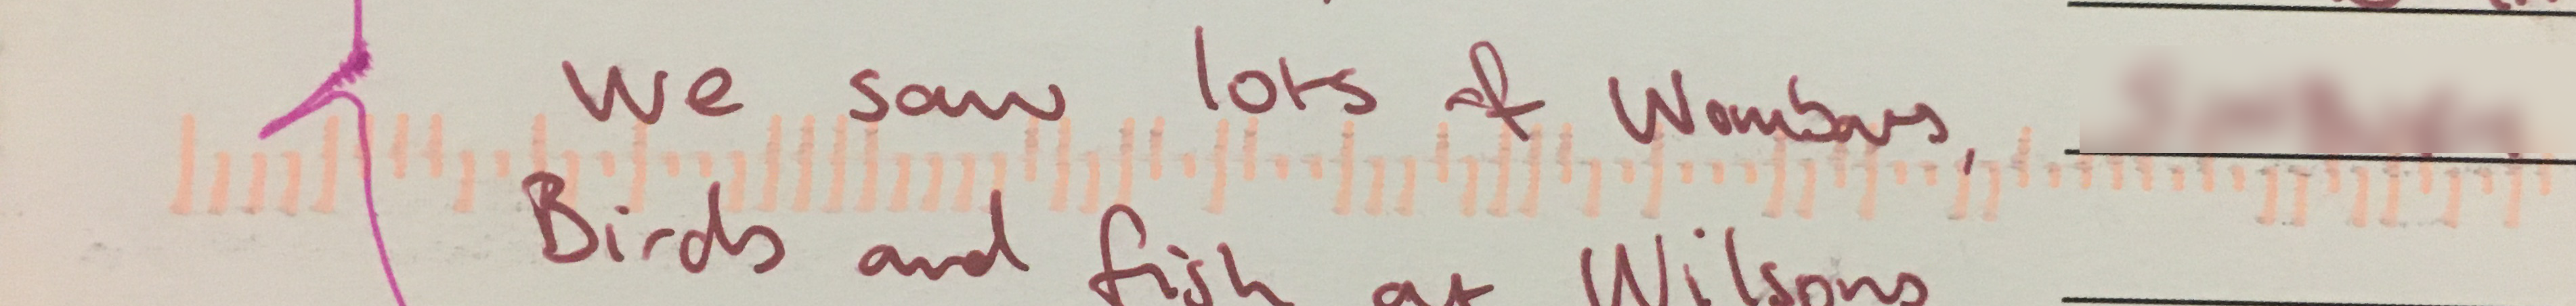 We saw lots of Wombats,
Birds and fish at Wilsons